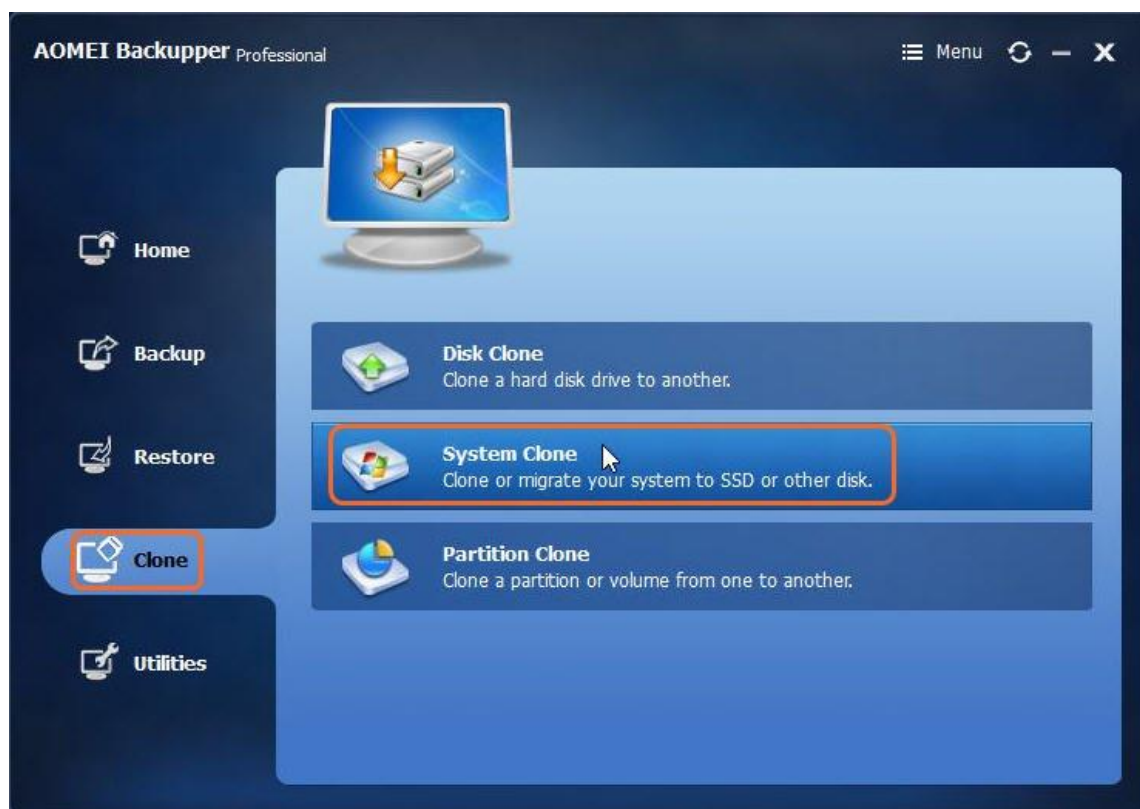 AOMEI Backupper Professional
Menu
Home
Backup
Restore
Clone
Utilities
Disk Clone
Clone a hard disk drive to another.
System Clone
Clone or migrate your system to SSD or other disk.
Partition Clone
Clone a partition or volume from one to another.